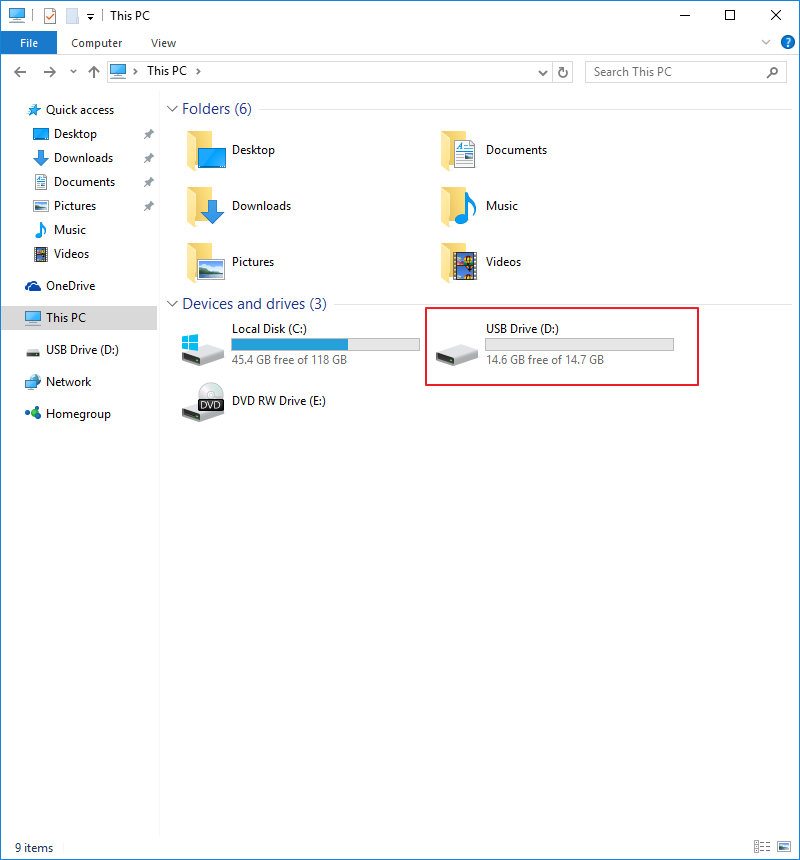 This PC
File
Computer
View
?
This PC
Search This PC
Quick access
Desktop
Downloads
Documents
Pictures
Music
Videos
OneDrive
This PC
USB Drive (D:)
Network
Homegroup
Folders (6)
Desktop
Documents
Downloads
Music
Pictures
Videos
Devices and drives (3)
Local Disk (C:)
45.4 GB free of 118 GB
USB Drive (D:)
14.6 GB free of 14.7 GB
DVD
DVD RW Drive (E:)
9 items